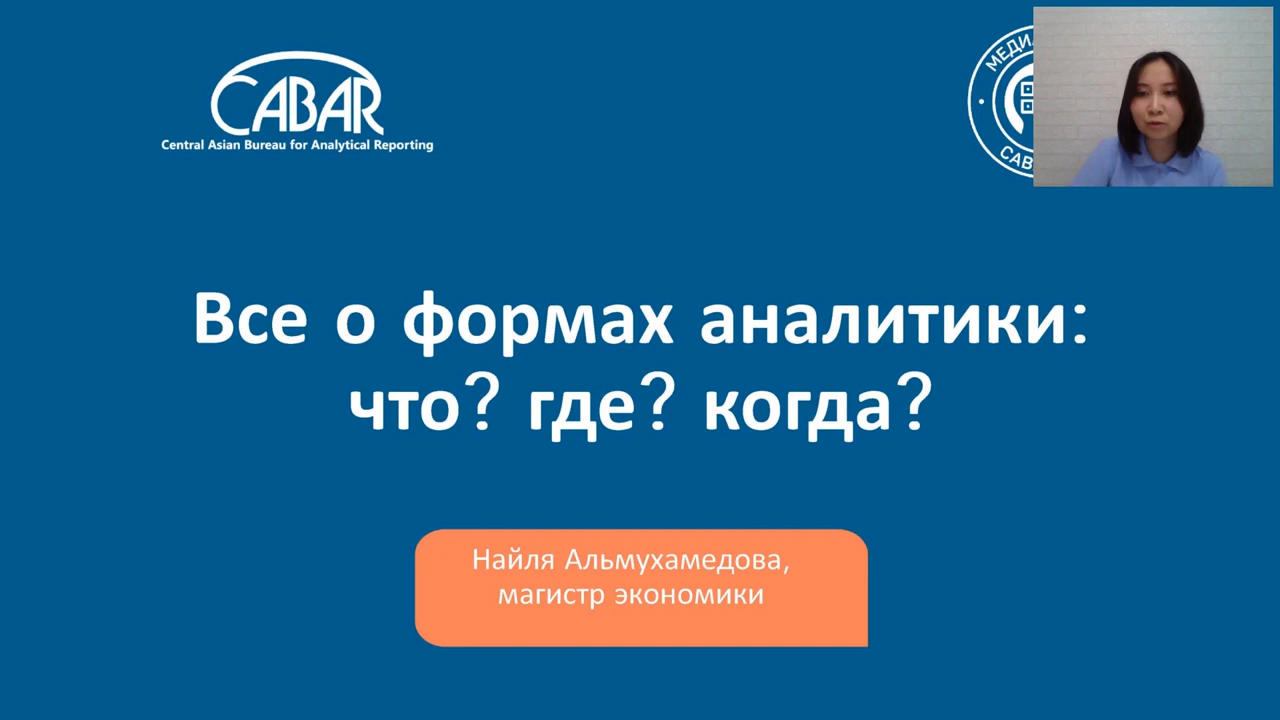 CABAR
Central Asian Bureau for Analytical Reporting
Все о формах аналитики:
что? где? когда?
Найля Альмухамедова,
магистр экономики